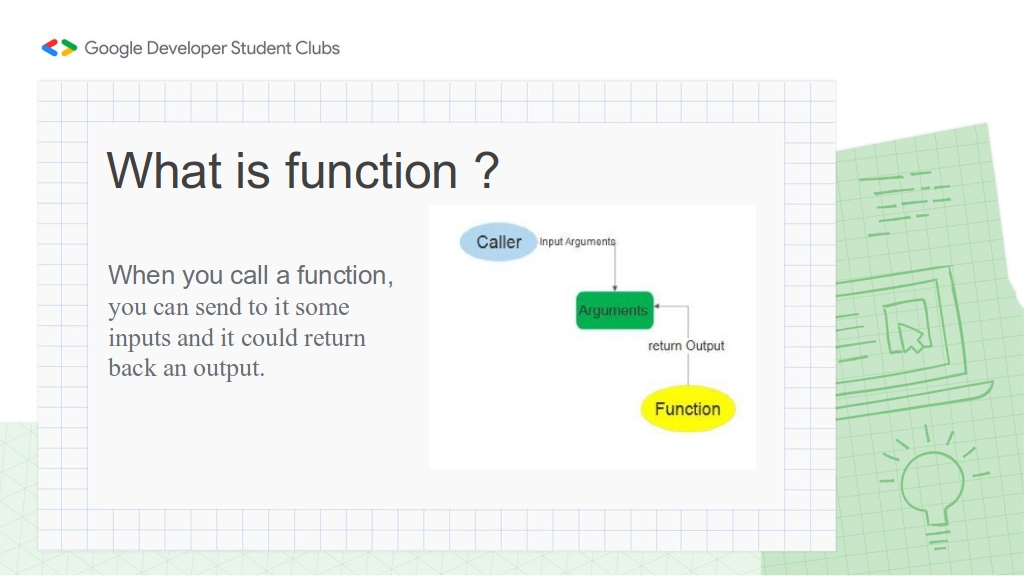 Google Developer Student Clubs
What is function ?
When you call a function,
you can send to it some
inputs and it could return
back an output.
Caller
Input Arguments
Arguments
return Output
Function